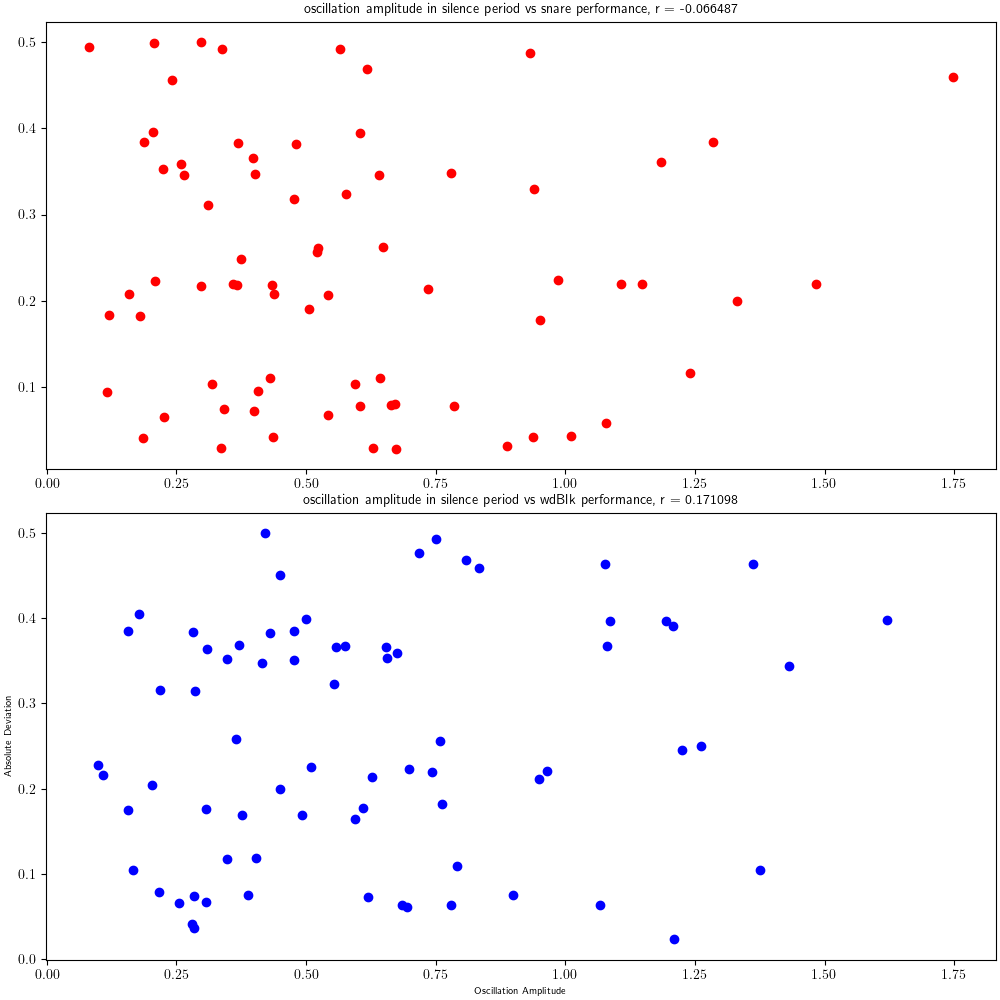 oscillation amplitude in silence period vs snare performance, r = -0.066487
0.5
0.4
0.3
0.2
0.1
0.00 0.25 0.50 0.75 1.00 1.25 1.50 1.75
oscillation amplitude in silence period vs wdBlk performance, r = 0.171098
0.5
0.4
0.3
0.2
0.1
0.0
Absolute Deviation
0.00 0.25 0.50 0.75 1.00 1.25 1.50 1.75
Oscillation Amplitude